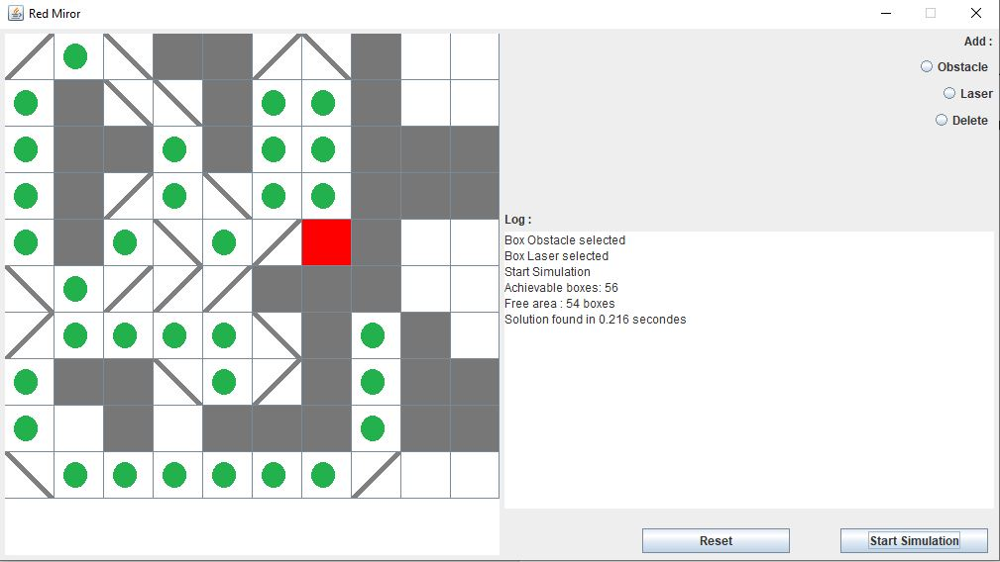 Red Miror
Add :
Obstacle
Laser
Delete
Log :
Box Obstacle selected
Box Laser selected
Start Simulation
Achievable boxes: 56
Free area : 54 boxes
Solution found in 0.216 secondes
Reset
Start Simulation